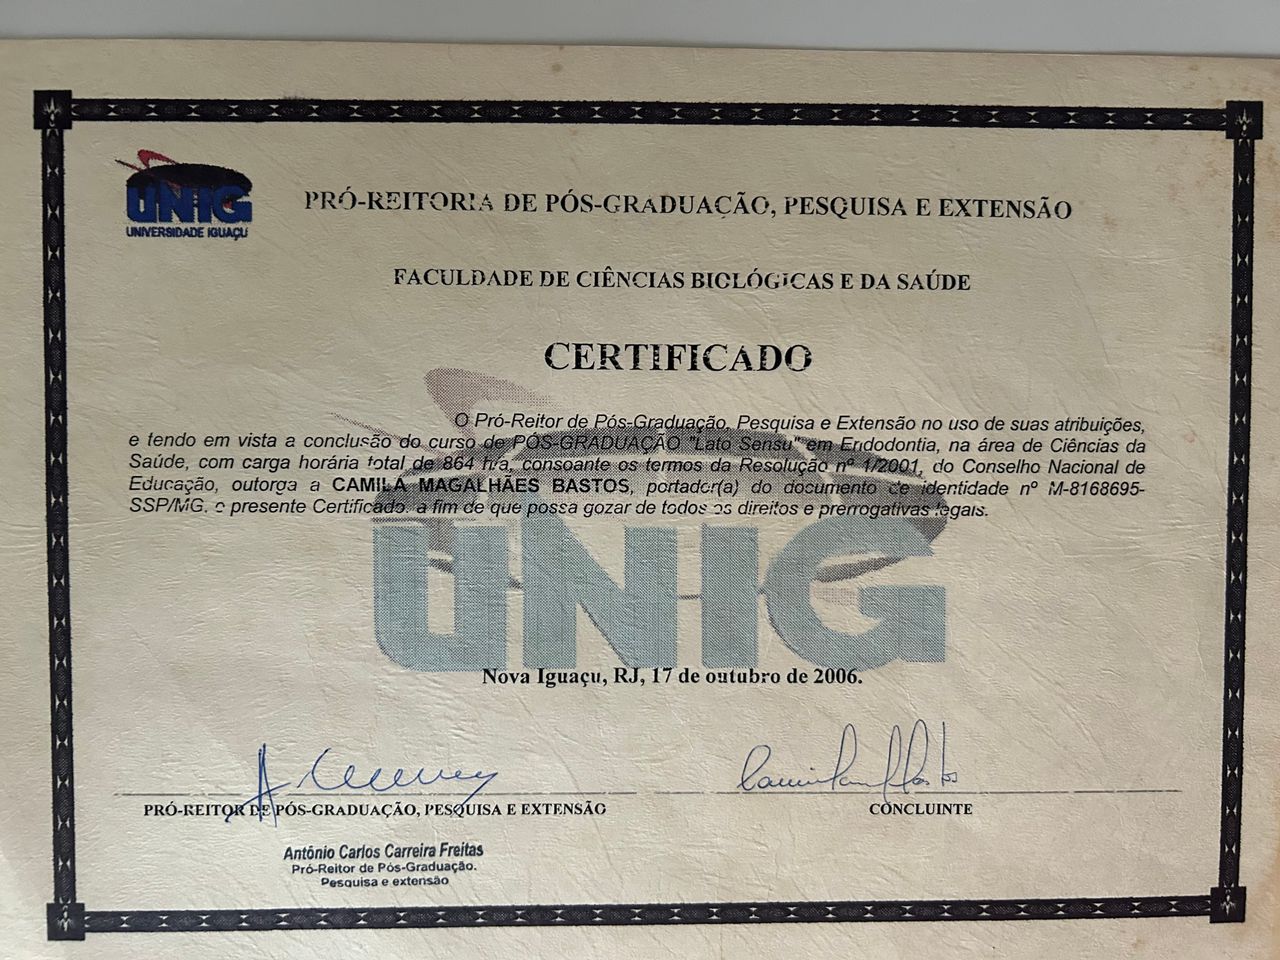 UNIG
UNIVERSIDADE IGUAÇU
PRÓ-REITORIA DE PÓS-GRADUAÇÃO, PESQUISA E EXTENSÃO
FACULDADE DE CIÊNCIAS BIOLÓGICAS E DA SAÚDE
CERTIFICADO
O Pró-Reitor de Pós-Graduação, Pesquisa e Extensão no uso de suas atribuições,
e tendo em vista a conclusão do curso de PÓS-GRADUAÇÃO "Lato Sensu" em Endodontia, na área de Ciências da
Saúde, com carga horária total de 864 h/a, consoante os termos da Resolução nº 1/2001, do Conselho Nacional de
Educação, outorga a CAMILA MAGALHÃES BASTOS, portador(a) do documento de identidade nº M-8168695-
SSP/MG, o presente Certificado, a fim de que possa gozar de todos os direitos e prerrogativas legais.
UNIG
Nova Iguaçu, RJ, 17 de outubro de 2006.
PRÓ-REITOR DE PÓS-GRADUAÇÃO, PESQUISA E EXTENSÃO
CONCLUINTE
Antônio Carlos Carreira Freitas
Pró-Reitor de Pós-Graduação.
Pesquisa e extensão